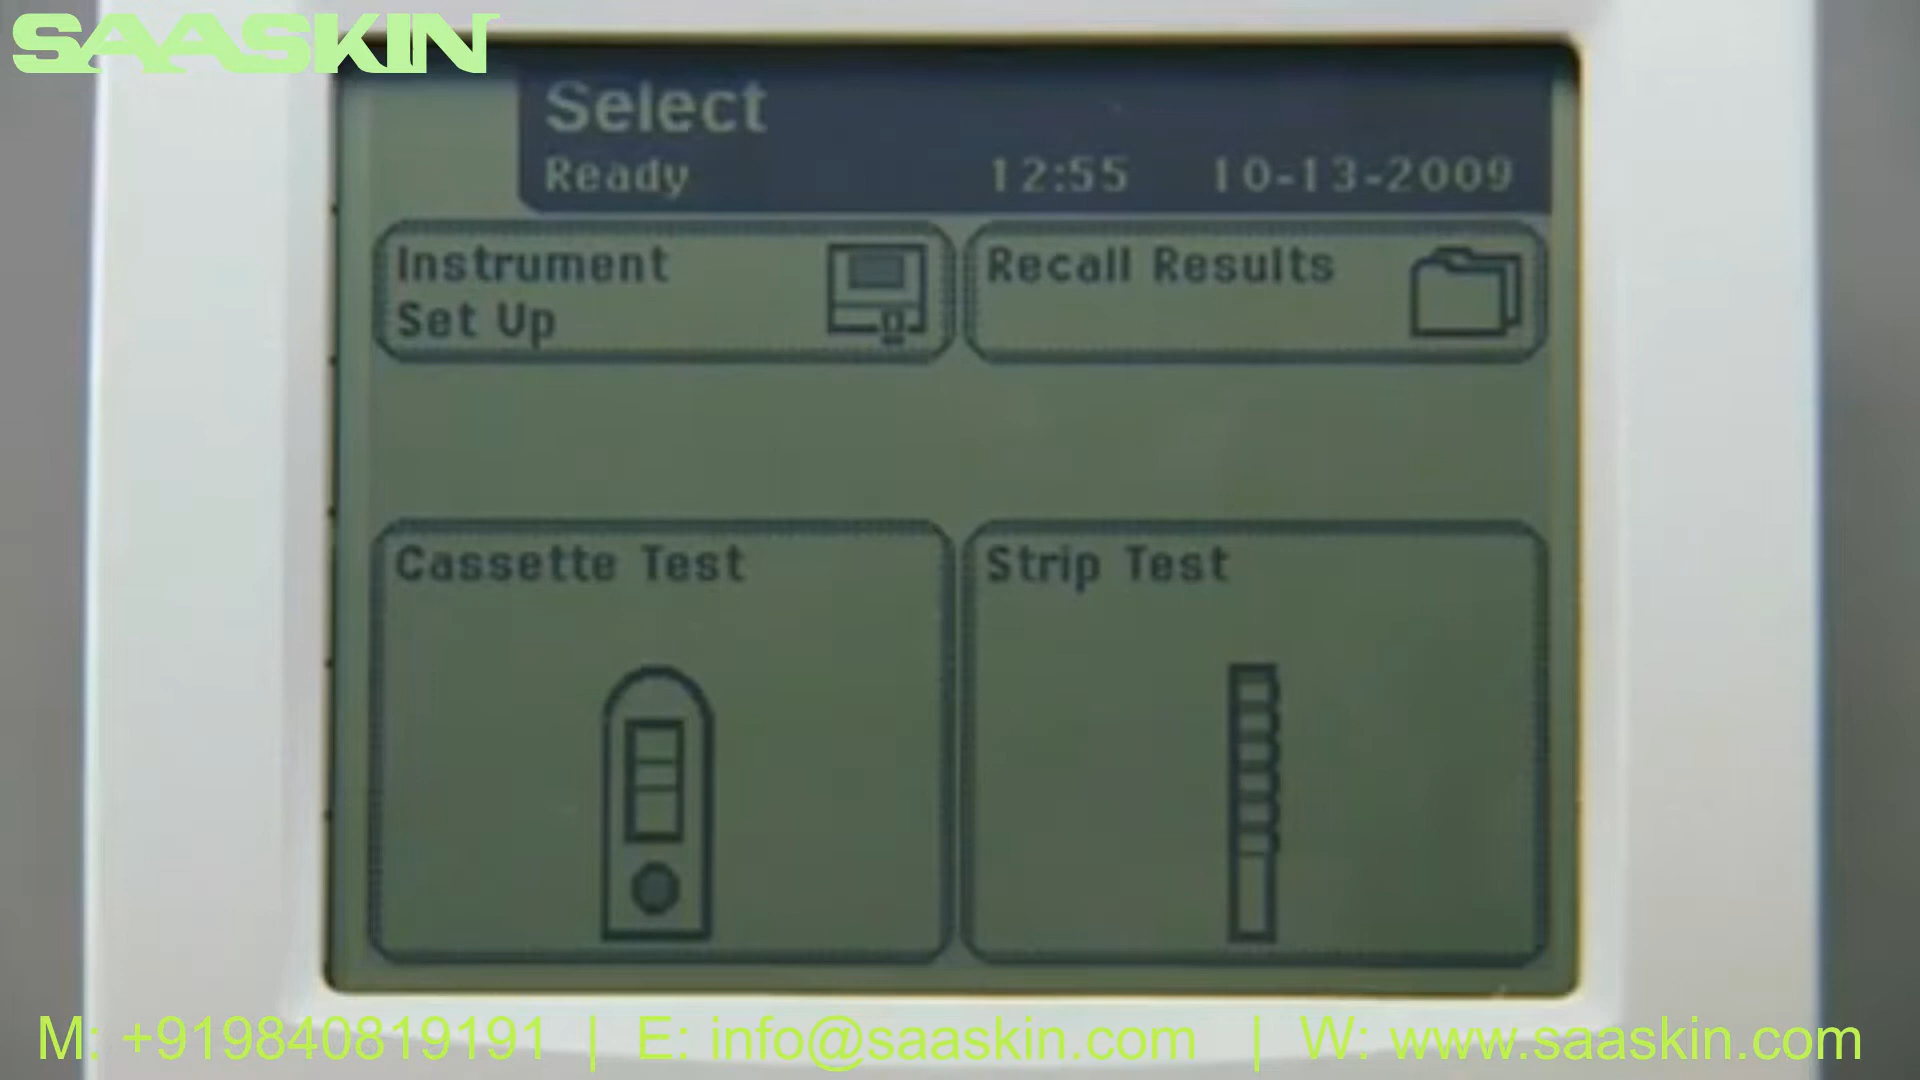 SAASKIN
Select
Ready 12:55 10-13-2009
Instrument
Set Up
Recall Results
Cassette Test
Strip Test
M: +919840819191 | E: info@saaskin.com | W: www.saaskin.com